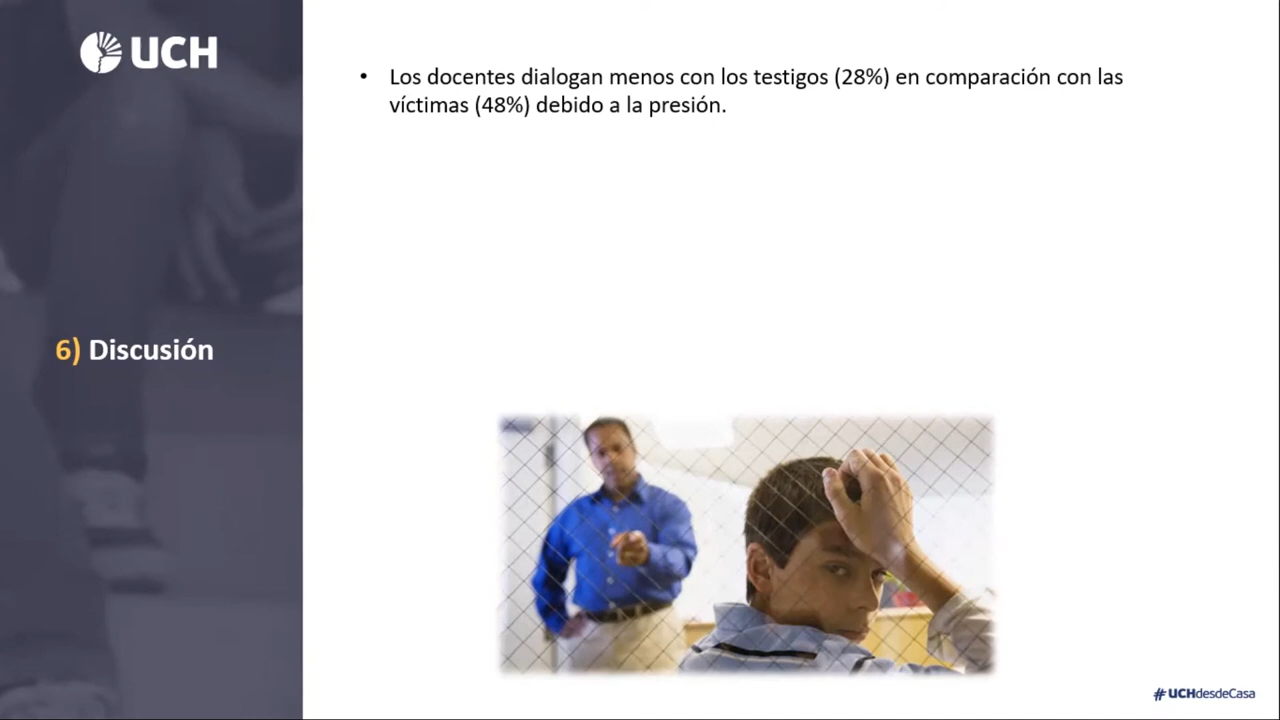 UCH
• Los docentes dialogan menos con los testigos (28%) en comparación con las
víctimas (48%) debido a la presión.
6) Discusión
#UCHdesdeCasa